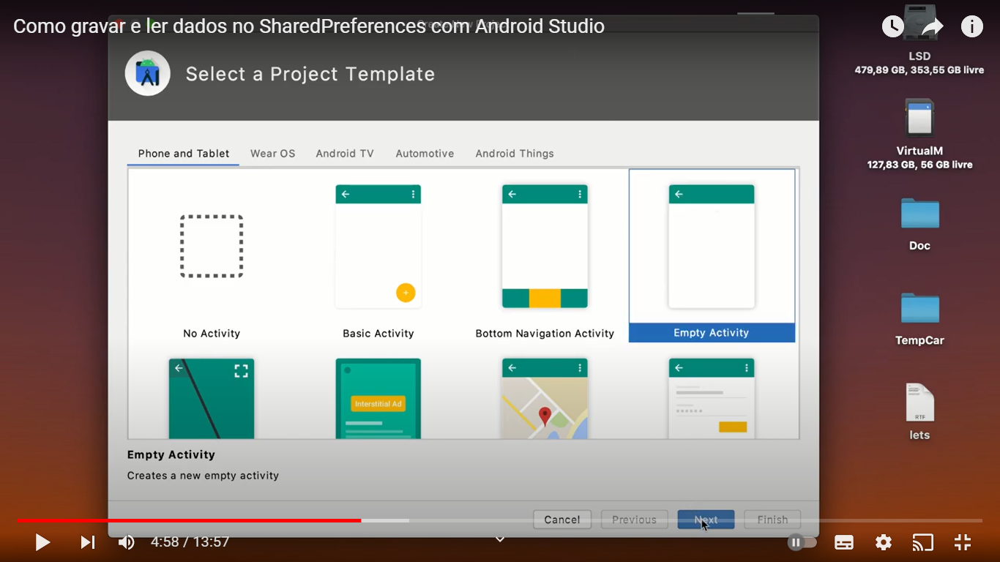 Como gravar e ler dados no SharedPreferences com Android Studio
Select a Project Template
Phone and Tablet
Wear OS
Android TV
Automotive
Android Things
No Activity
Basic Activity
Bottom Navigation Activity
Empty Activity
Interstitial Ad
Empty Activity
Creates a new empty activity
Cancel
Previous
Next
Finish
4:58 / 13:57
LSD
479,89 GB, 353,55 GB livre
VirtualM
127,83 GB, 56 GB livre
Doc
TempCar
RTF
lets